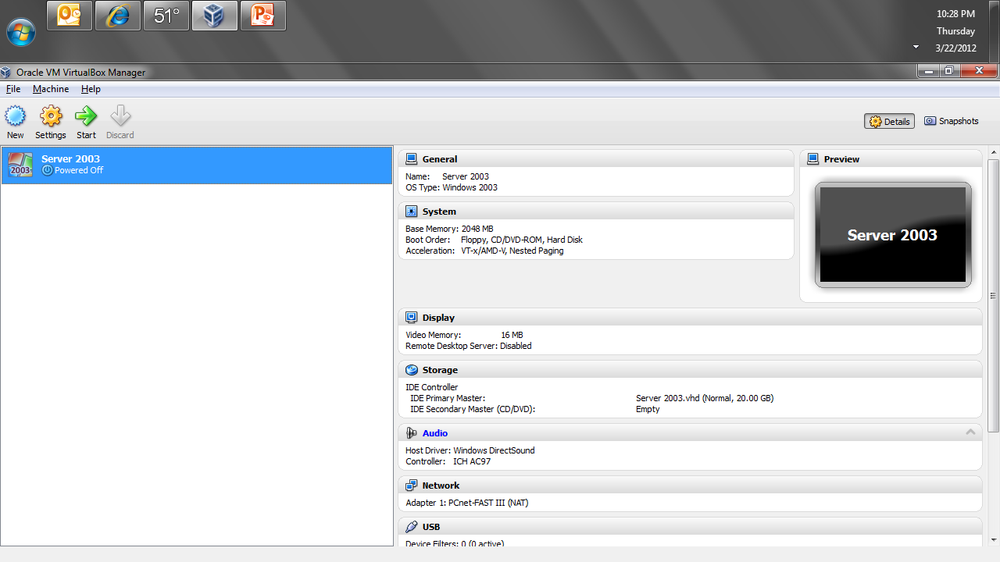 51°
10:28 PM
Thursday
3/22/2012
Oracle VM VirtualBox Manager
File Machine Help
New Settings Start Discard
Details Snapshots
2003
Server 2003
Powered Off
General
Name: Server 2003
OS Type: Windows 2003
System
Base Memory: 2048 MB
Boot Order: Floppy, CD/DVD-ROM, Hard Disk
Acceleration: VT-x/AMD-V, Nested Paging
Preview
Server 2003
Display
Video Memory: 16 MB
Remote Desktop Server: Disabled
Storage
IDE Controller
IDE Primary Master: Server 2003.vhd (Normal, 20.00 GB)
IDE Secondary Master (CD/DVD): Empty
Audio
Host Driver: Windows DirectSound
Controller: ICH AC97
Network
Adapter 1: PCnet-FAST III (NAT)
USB
Device Filters: 0 (0 active)